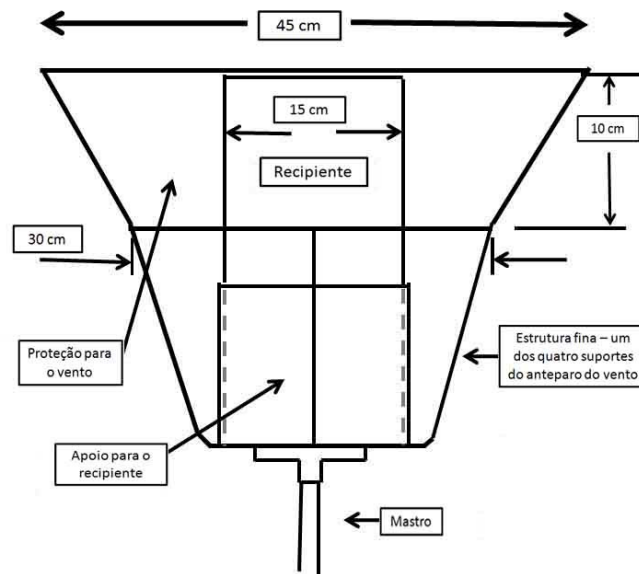 45 cm
15 cm
10 cm
Recipiente
30 cm
Proteção para
o vento
Estrutura fina – um
dos quatro suportes
do anteparo do vento
Apoio para o
recipiente
Mastro